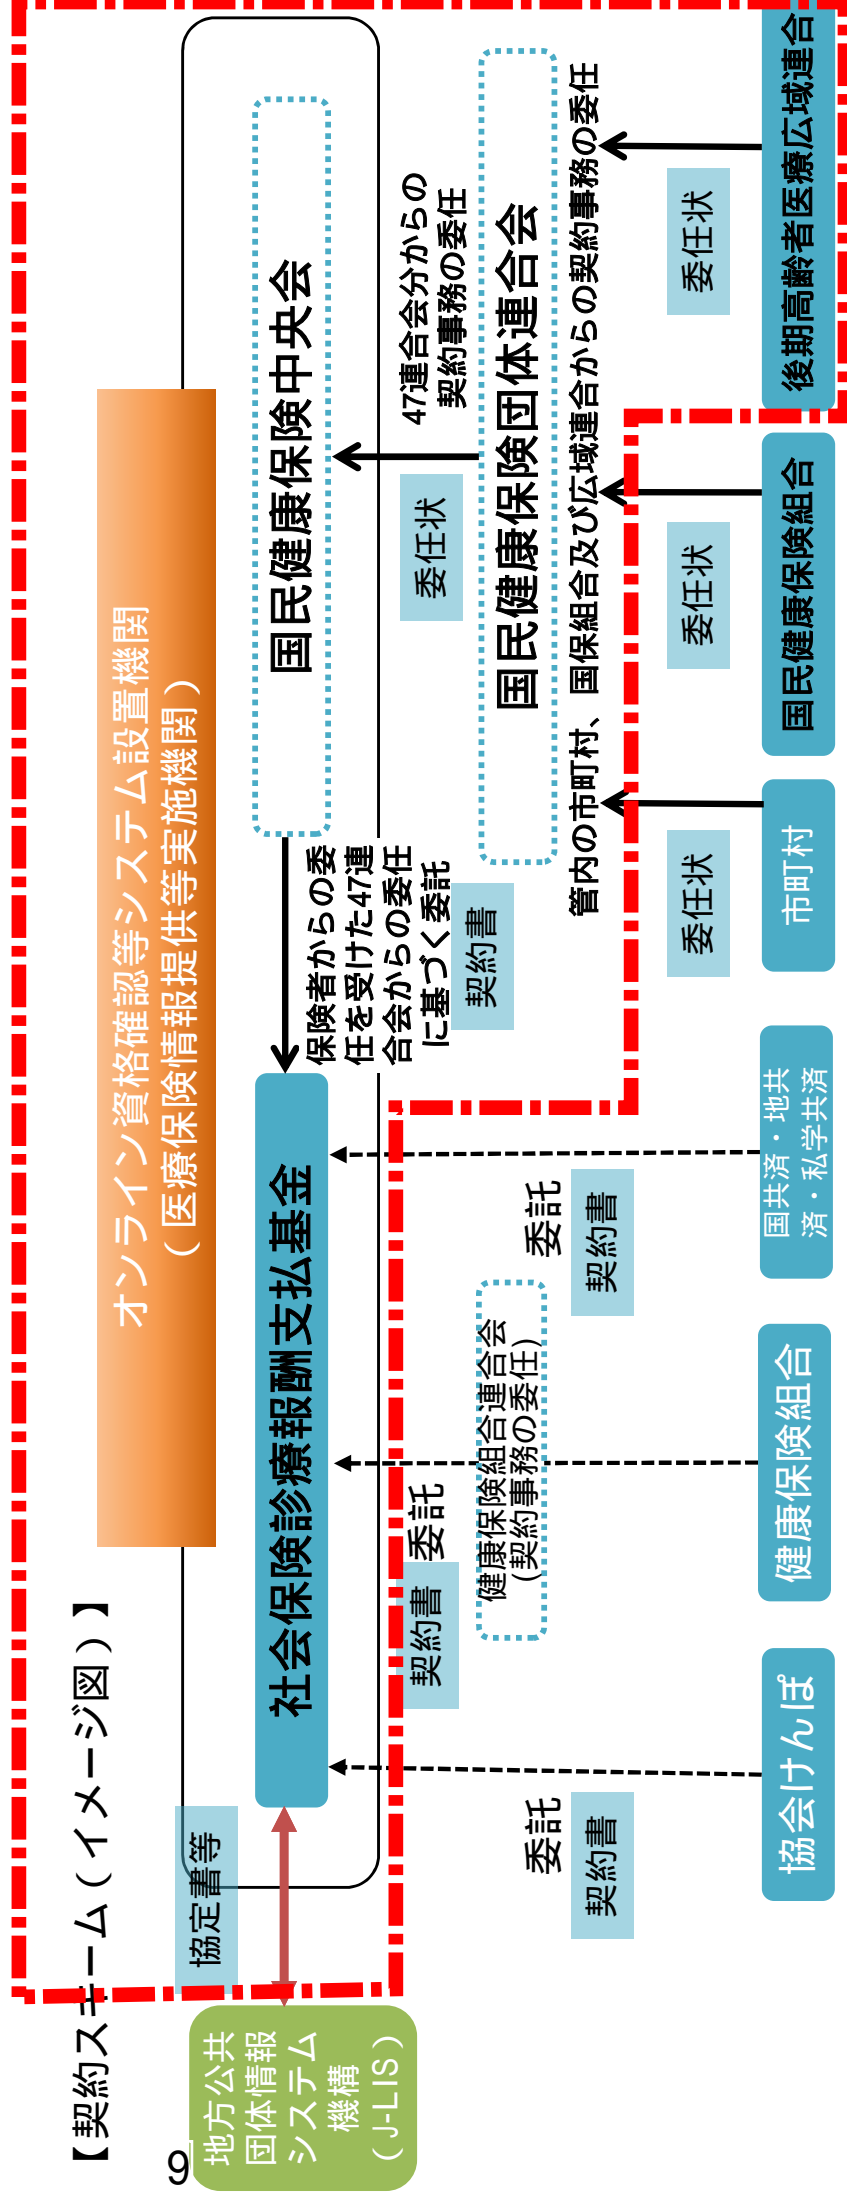 【契約スキーム(イメージ図)】
オンライン資格確認等システム設置機関
(医療保険情報提供等実施機関)
地方公共
団体情報
システム
機構
(J-LIS)
協定書等
社会保険診療報酬支払基金
国民健康保険中央会
保険者からの委
任を受けた47連
合会からの委任
に基づく委託
契約書
47連合会分からの
契約事務の委任
委任状
国民健康保険団体連合会
管内の市町村、国保組合及び広域連合からの契約事務の委任
委託
契約書
健康保険組合連合会
(契約事務の委任)
委託
契約書
委託
契約書
委任状
委任状
委任状
協会けんぽ
健康保険組合
国共済・地共
済・私学共済
市町村
国民健康保険組合
後期高齢者医療広域連合
9